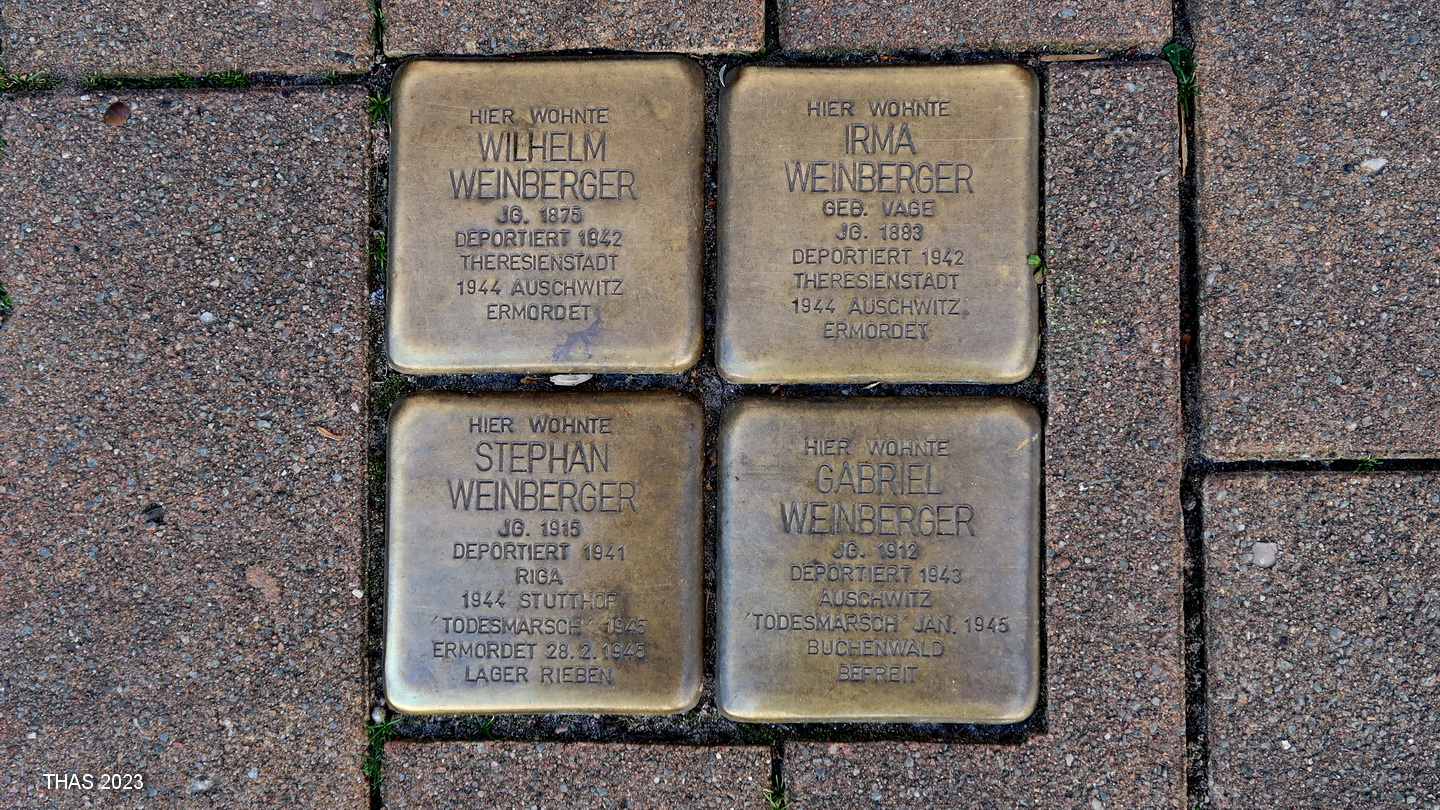 HIER WOHNTE
WILHELM
WEINBERGER
JG. 1875
DEPORTIERT 1942
THERESIENSTADT
1944 AUSCHWITZ
ERMORDET
HIER WOHNTE
IRMA
WEINBERGER
GEB. VAGE
JG. 1883
DEPORTIERT 1942
THERESIENSTADT
1944 AUSCHWITZ
ERMORDET
HIER WOHNTE
STEPHAN
WEINBERGER
JG. 1915
DEPORTIERT 1941
RIGA
1944 STUTTHOF
´TODESMARSCH´ 1945
ERMORDET 28.2.1945
LAGER RIEBEN
HIER WOHNTE
GABRIEL
WEINBERGER
JG. 1912
DEPORTIERT 1943
AUSCHWITZ
´TODESMARSCH´ JAN. 1945
BUCHENWALD
BEFREIT
THAS 2023